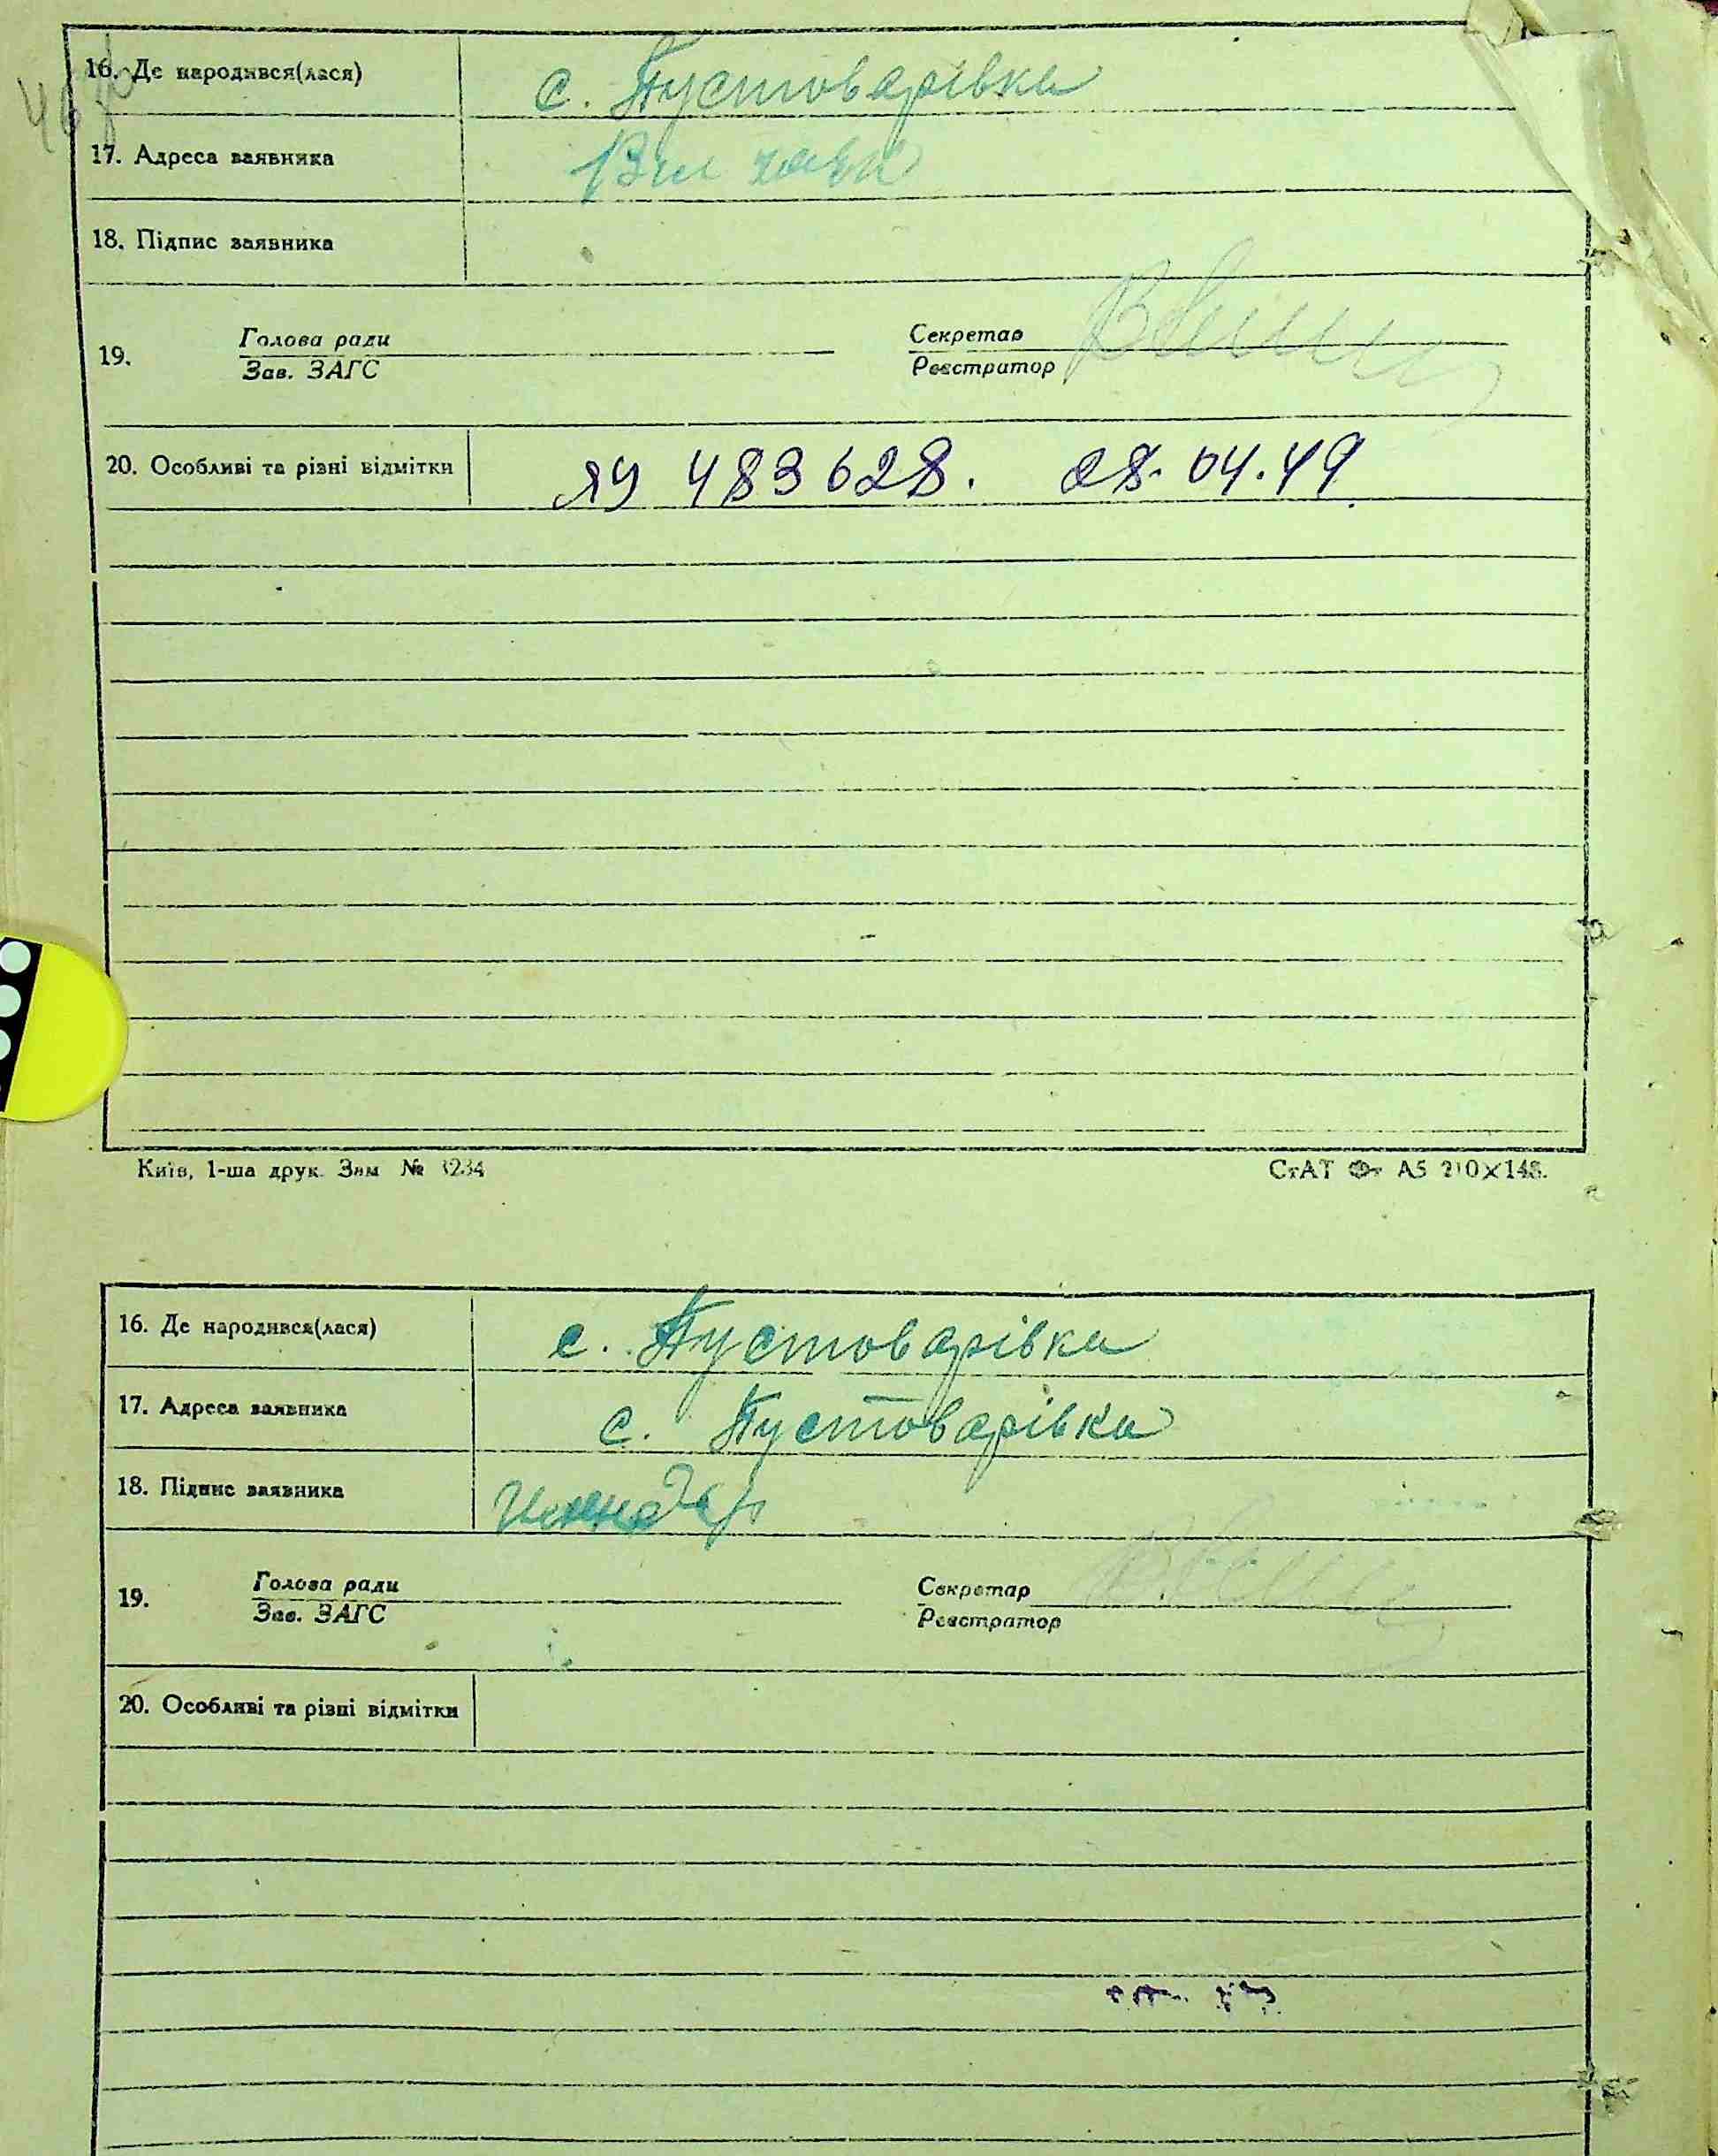 16. Де народився(лася) с. Пустоварівка
17. Адреса заявника
18. Підпис заявника
19. Голова ради Секретар
Зав. ЗАГС Реєстратор
20. Особливі та різні відмітки ЯУ 483628. 28.04.49.
Київ, 1-ша друк. Зам № 3234 СтАТ Ф-т А5 210×148.
16. Де народився(лася) с. Пустоварівка
17. Адреса заявника с. Пустоварівка
18. Підпис заявника
19. Голова ради Секретар
Зав. ЗАГС Реєстратор
20. Особливі та різні відмітки